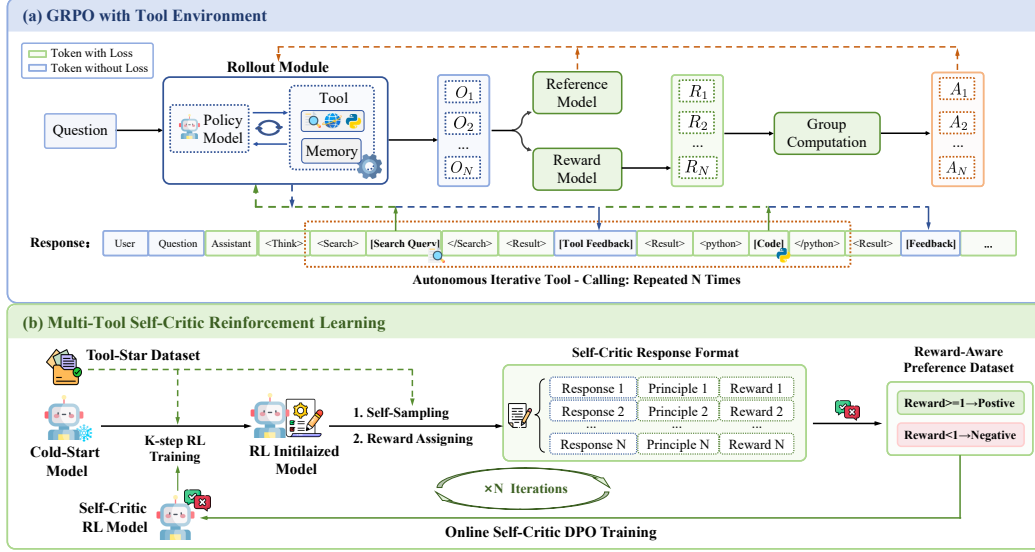 (a) GRPO with Tool Environment
Token with Loss
Token without Loss
Rollout Module
Question
Policy
Model
Tool
Memory
O1
O2
...
ON
Reference
Model
Reward
Model
R1
R2
...
RN
Group
Computation
A1
A2
...
AN
Response:
User Question Assistant <Think> <Search> [Search Query] </Search> <Result> [Tool Feedback] <Result> <python> [Code] </python> <Result> [Feedback] ...
Autonomous Iterative Tool - Calling: Repeated N Times
(b) Multi-Tool Self-Critic Reinforcement Learning
Tool-Star Dataset
Cold-Start
Model
K-step RL
Training
RL Initilaized
Model
1. Self-Sampling
2. Reward Assigning
Self-Critic Response Format
Response 1 Principle 1 Reward 1
Response 2 Principle 2 Reward 2
... ... ...
Response N Principle N Reward N
Reward-Aware
Preference Dataset
Reward>=1→Postive
Reward<1→Negative
×N Iterations
Self-Critic
RL Model
Online Self-Critic DPO Training